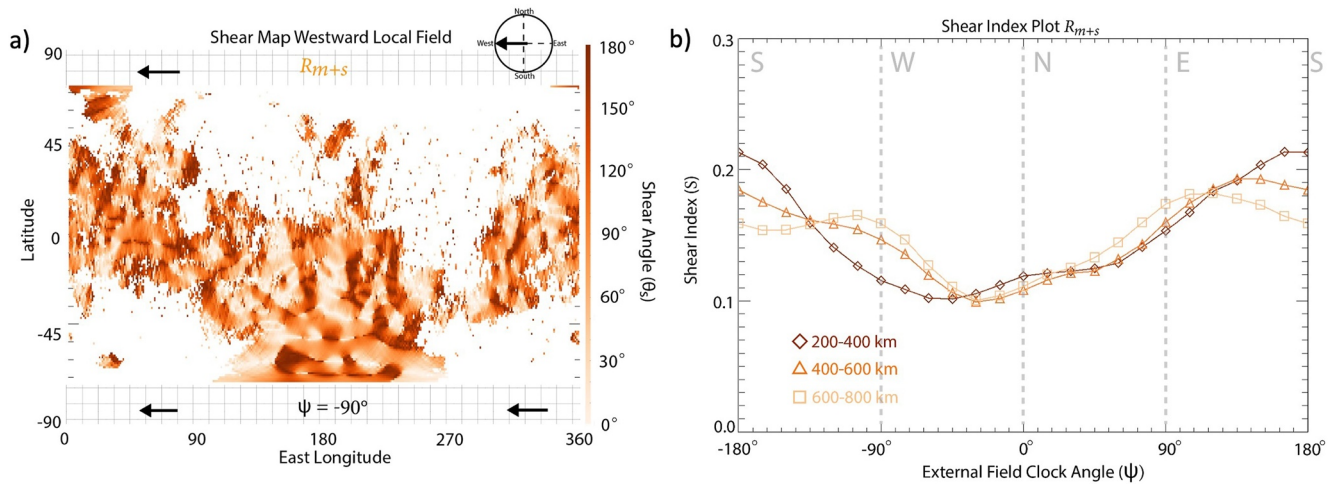 a)
Shear Map Westward Local Field
North
West
East
South
R_{m+s}
90
45
0
-45
-90
Latitude
ψ = -90°
0
90
180
270
360
East Longitude
180°
150°
120°
90°
60°
30°
0°
Shear Angle (θ_S)
b)
Shear Index Plot R_{m+s}
S
W
N
E
S
0.3
0.2
0.1
0.0
Shear Index (S)
200-400 km
400-600 km
600-800 km
-180°
-90°
0°
90°
180°
External Field Clock Angle (ψ)